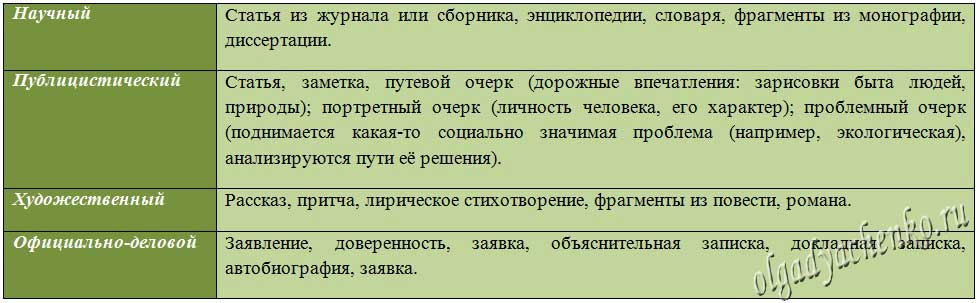 Научный
Статья из журнала или сборника, энциклопедии, словаря, фрагменты из монографии,
диссертации.
Публицистический
Статья, заметка, путевой очерк (дорожные впечатления: зарисовки быта людей,
природы); портретный очерк (личность человека, его характер); проблемный очерк
(поднимается какая-то социально значимая проблема (например, экологическая),
анализируются пути её решения).
Художественный
Рассказ, притча, лирическое стихотворение, фрагменты из повести, романа.
Официально-деловой
Заявление, доверенность, заявка, объяснительная записка, докладная записка,
автобиография, заявка.
olgadyachenko.ru